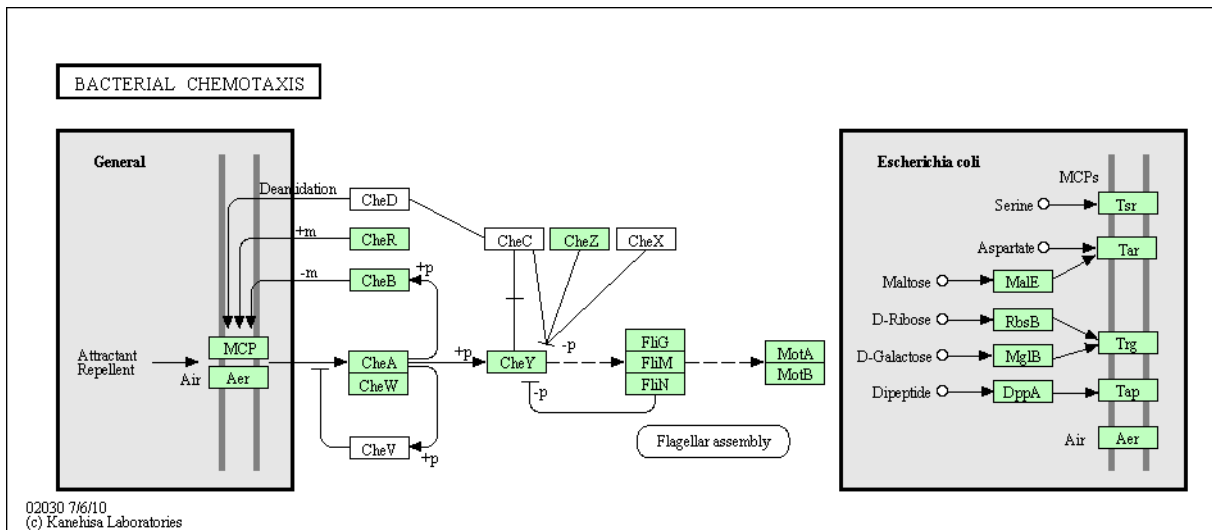 BACTERIAL CHEMOTAXIS
General
Deamidation
CheD
+m
CheR
-m
CheB
+p
CheC
CheZ
CheX
MCP
Attractant
Repellent
Air
Aer
CheA
CheW
+p
CheY
-p
FliG
FliM
FliN
MotA
MotB
-p
CheV
+p
Flagellar assembly
Escherichia coli
MCPs
Serine
Tsr
Aspartate
Tar
Maltose
MalE
D-Ribose
RbsB
Trg
D-Galactose
MglB
Dipeptide
DppA
Tap
Air
Aer
02030 7/6/10
(c) Kanehisa Laboratories